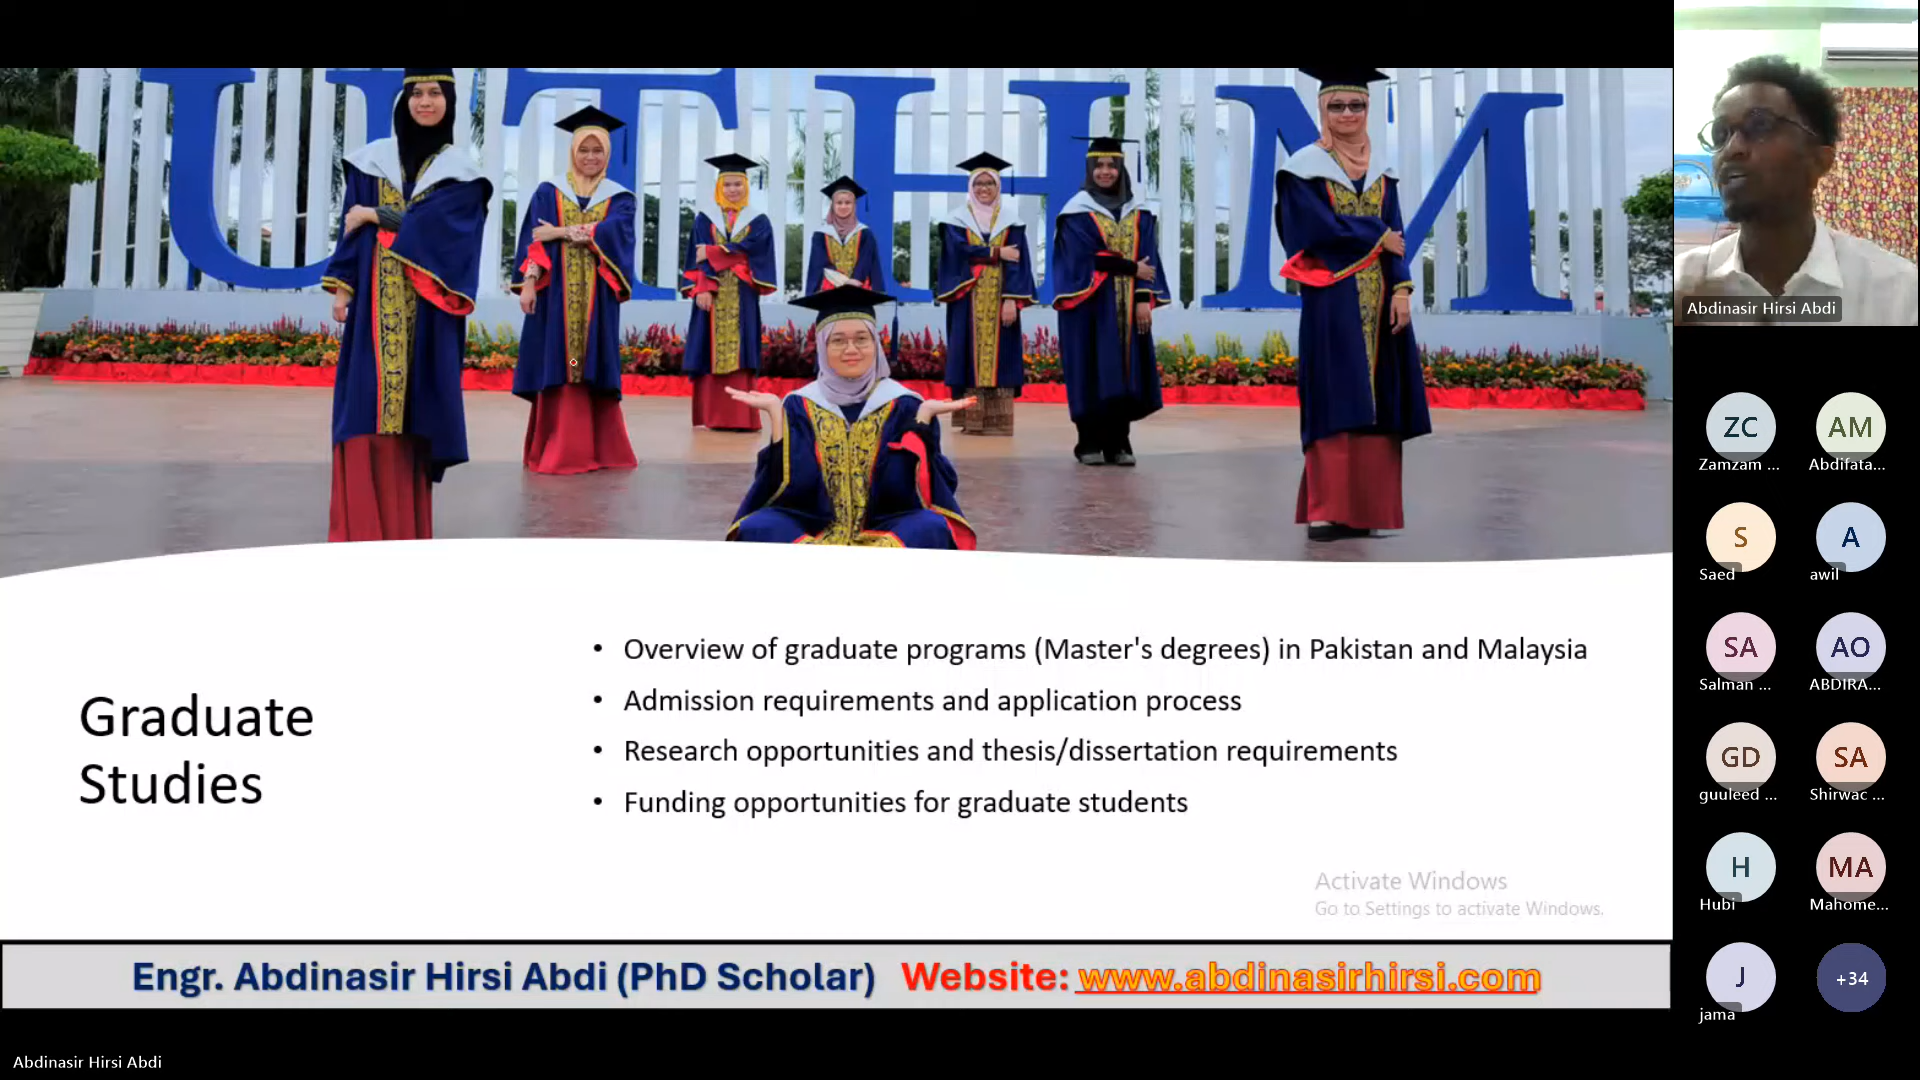 UTHM
Abdinasir Hirsi Abdi
ZC
Zamzam ...
AM
Abdifata...
S
Saed
A
awil
SA
Salman ...
AO
ABDIRA...
GD
guuleed ...
SA
Shirwac ...
H
Hubi
MA
Mahome...
J
jama
+34
Graduate
Studies
• Overview of graduate programs (Master's degrees) in Pakistan and Malaysia
• Admission requirements and application process
• Research opportunities and thesis/dissertation requirements
• Funding opportunities for graduate students
Activate Windows
Go to Settings to activate Windows.
Engr. Abdinasir Hirsi Abdi (PhD Scholar) Website: www.abdinasirhirsi.com
Abdinasir Hirsi Abdi